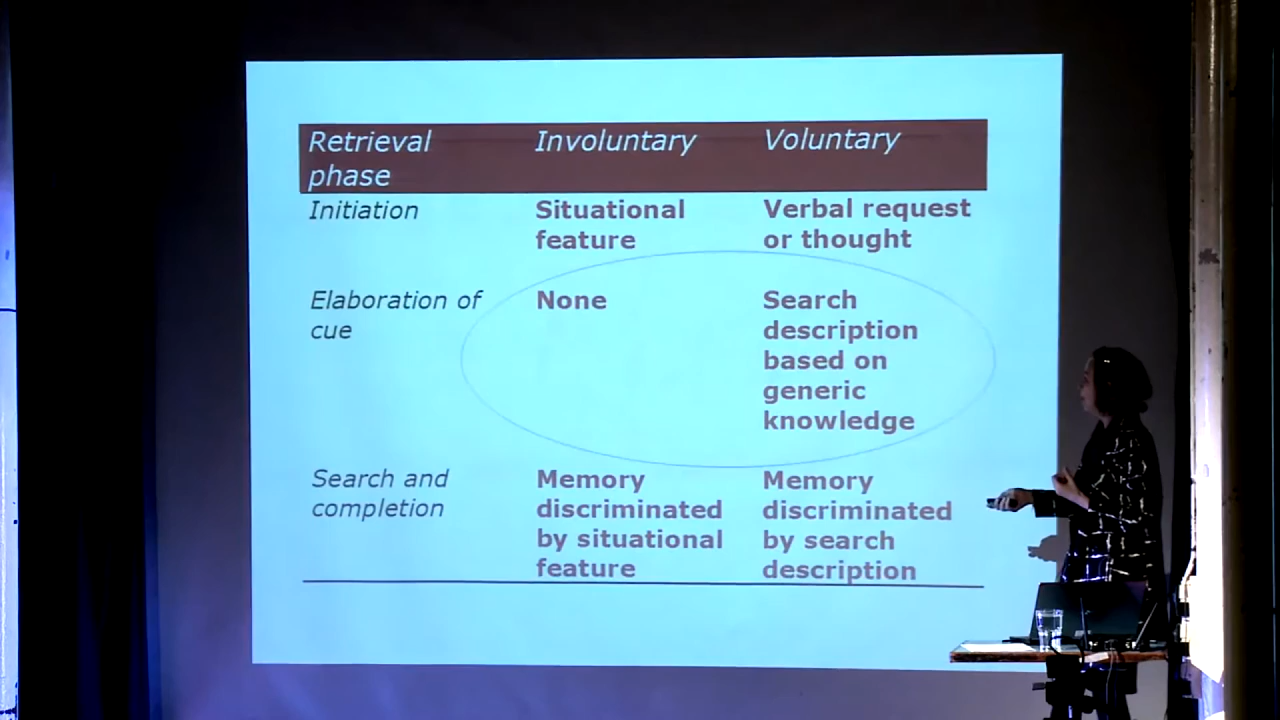 Retrieval phase Involuntary Voluntary
Initiation Situational feature Verbal request or thought
Elaboration of cue None Search description based on generic knowledge
Search and completion Memory discriminated by situational feature Memory discriminated by search description